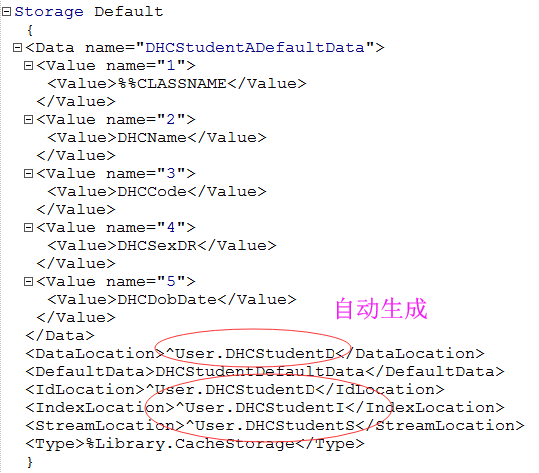 Storage Default
{
<Data name="DHCStudentADefaultData">
<Value name="1">
<Value>%%CLASSNAME</Value>
</Value>
<Value name="2">
<Value>DHCName</Value>
</Value>
<Value name="3">
<Value>DHCCode</Value>
</Value>
<Value name="4">
<Value>DHCSexDR</Value>
</Value>
<Value name="5">
<Value>DHCDobDate</Value>
</Value>
自动生成
</Data>
<DataLocation>^User.DHCStudentD</DataLocation>
<DefaultData>DHCStudentDefaultData</DefaultData>
<IdLocation>^User.DHCStudentD</IdLocation>
<IndexLocation>^User.DHCStudentI</IndexLocation>
<StreamLocation>^User.DHCStudentS</StreamLocation>
<Type>%Library.CacheStorage</Type>
}